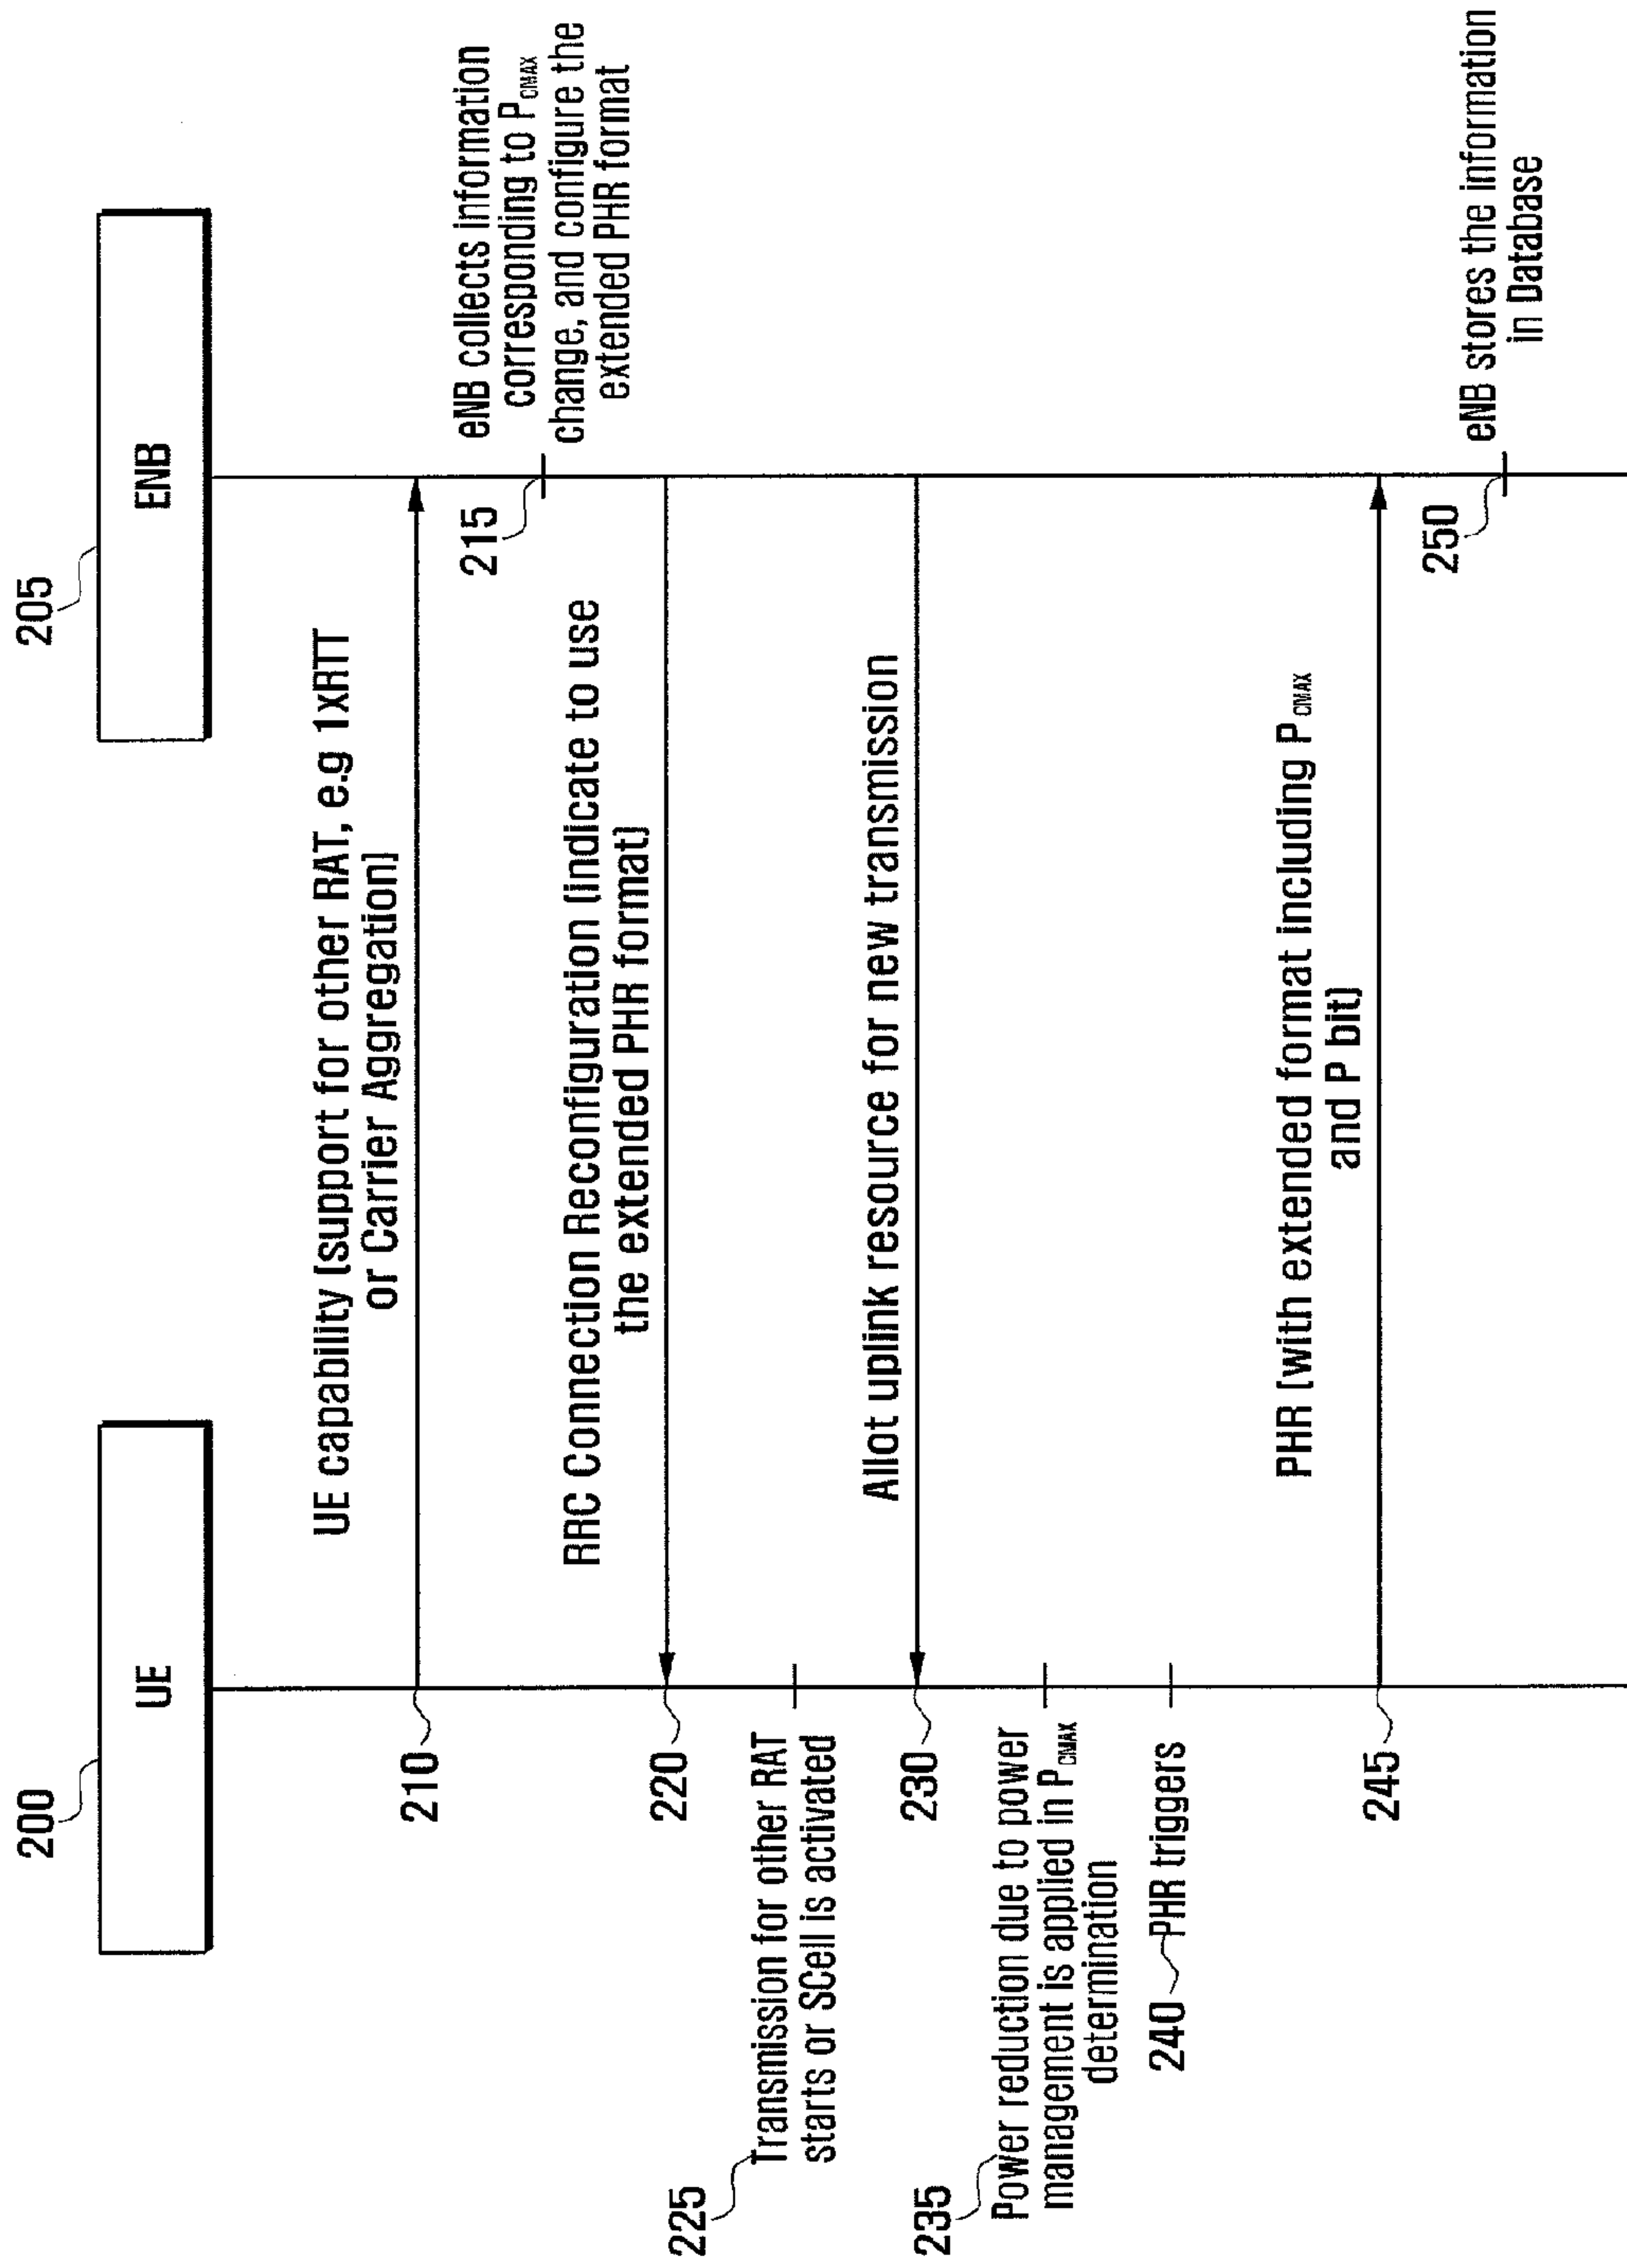 200
205
UE
ENB
UE capability (support for other RAT, e.g 1xRTT
or Carrier Aggregation)
210
eNB collects information
corresponding to PCMAX
change, and configure the
extended PHR format
215
RRC Connection Reconfiguration (indicate to use
the extended PHR format)
220
225
Transmission for other RAT
starts or SCell is activated
Allot uplink resource for new transmission
230
235
Power reduction due to power
management is applied in PCMAX
determination
240
PHR triggers
PHR (with extended format including PCMAX
and P bit)
245
250
eNB stores the information
in Database